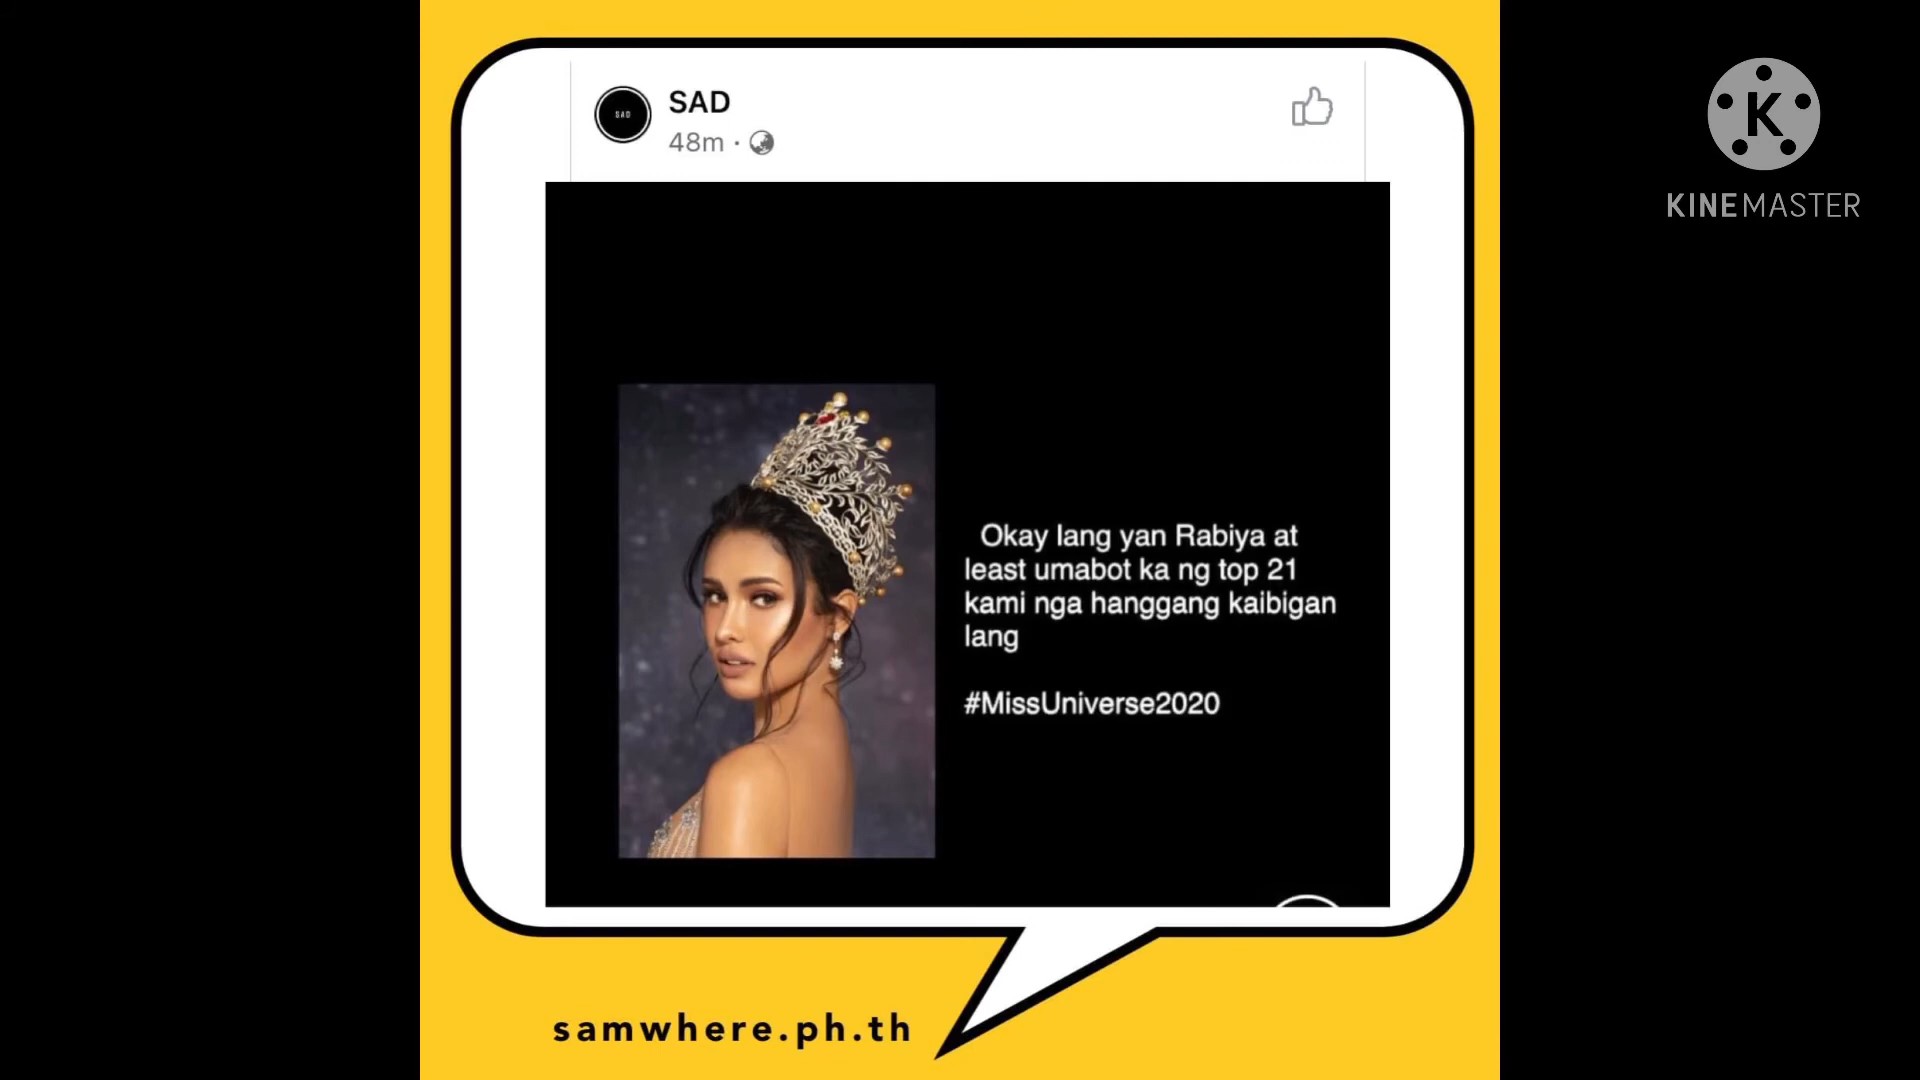 SAD
SAD
48m ·
K
KINEMASTER
Okay lang yan Rabiya at
least umabot ka ng top 21
kami nga hanggang kaibigan
lang
#MissUniverse2020
samwhere.ph.th